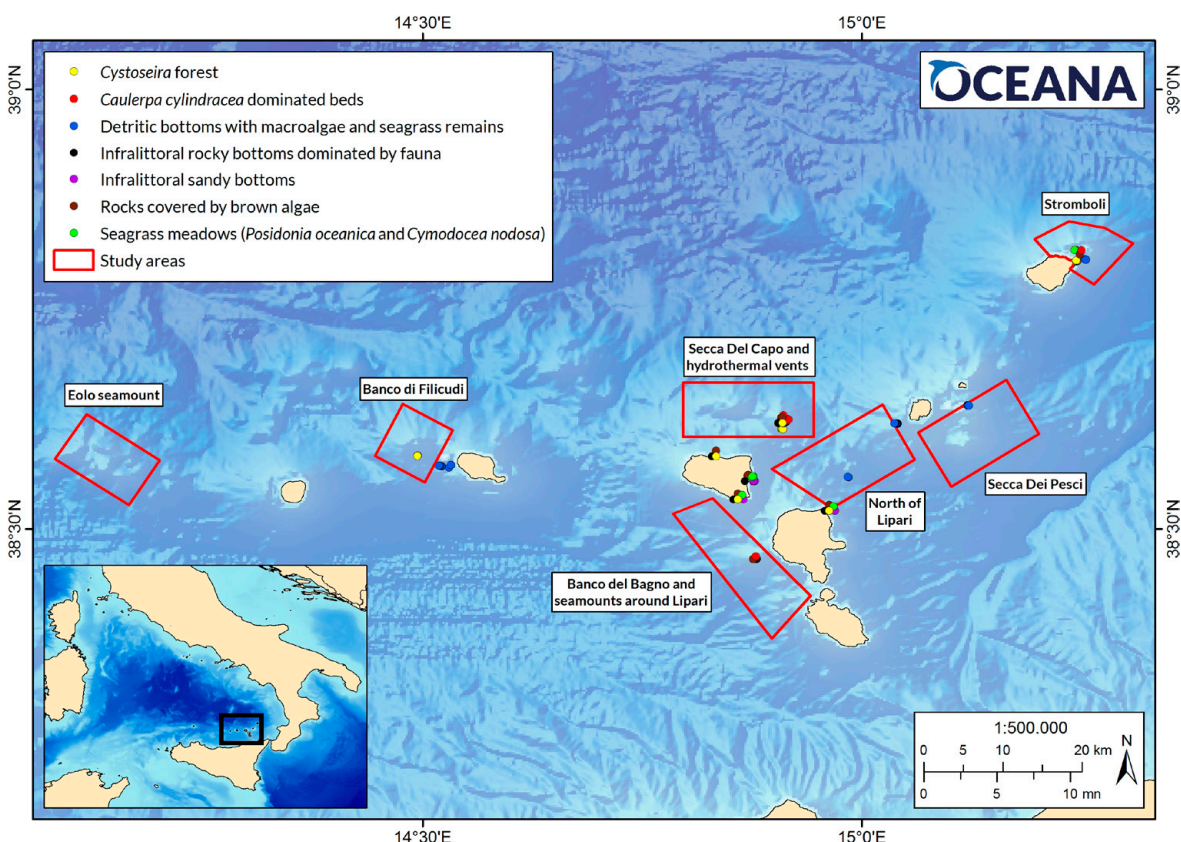 14°30'E
15°0'E
39°0'N
39°0'N
Cystoseira forest
Caulerpa cylindracea dominated beds
Detritic bottoms with macroalgae and seagrass remains
Infralittoral rocky bottoms dominated by fauna
Infralittoral sandy bottoms
Rocks covered by brown algae
Seagrass meadows (Posidonia oceanica and Cymodocea nodosa)
Study areas
OCEANA
Stromboli
Secca Del Capo and
hydrothermal vents
Banco di Filicudi
Eolo seamount
Secca Dei Pesci
North of
Lipari
38°30'N
38°30'N
Banco del Bagno and
seamounts around Lipari
1:500.000
0 5 10 20 km
0 5 10 mn
N
14°30'E
15°0'E